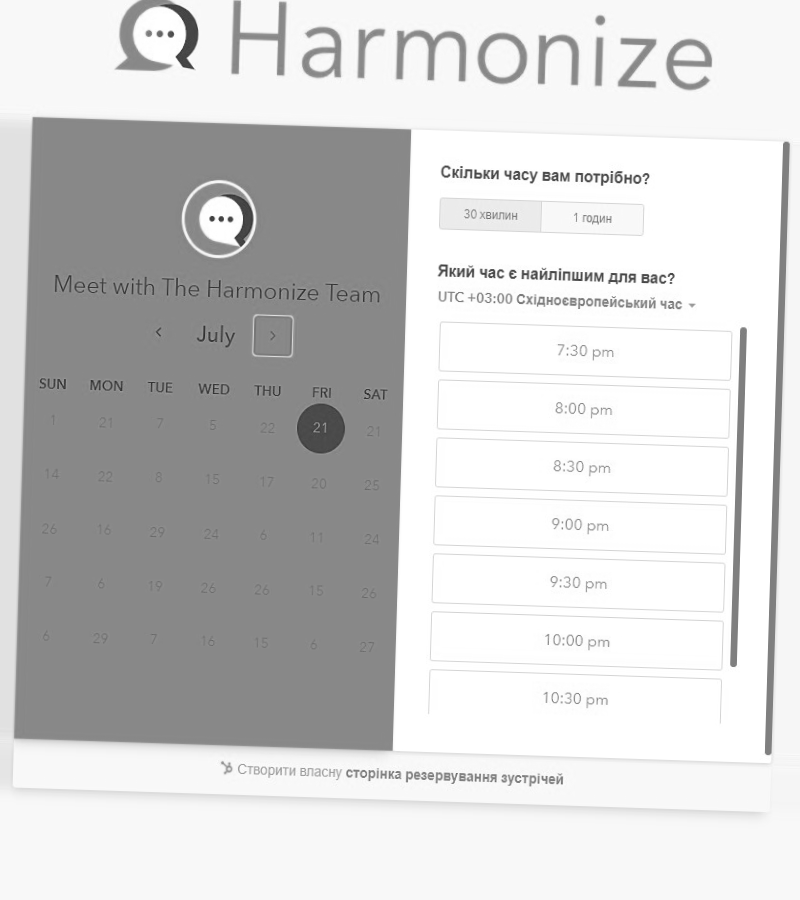 Harmonize
Meet with The Harmonize Team
July
SUN MON TUE WED THU FRI SAT
1 21 7 5 22 21 21
14 22 8 15 17 20 25
26 16 29 24 6 11 24
7 6 19 26 26 15 26
6 29 7 16 15 6 27
Скільки часу вам потрібно?
30 хвилин 1 годин
Який час є найліпшим для вас?
UTC +03:00 Східноєвропейський час
7:30 pm
8:00 pm
8:30 pm
9:00 pm
9:30 pm
10:00 pm
10:30 pm
Створити власну сторінка резервування зустрічей